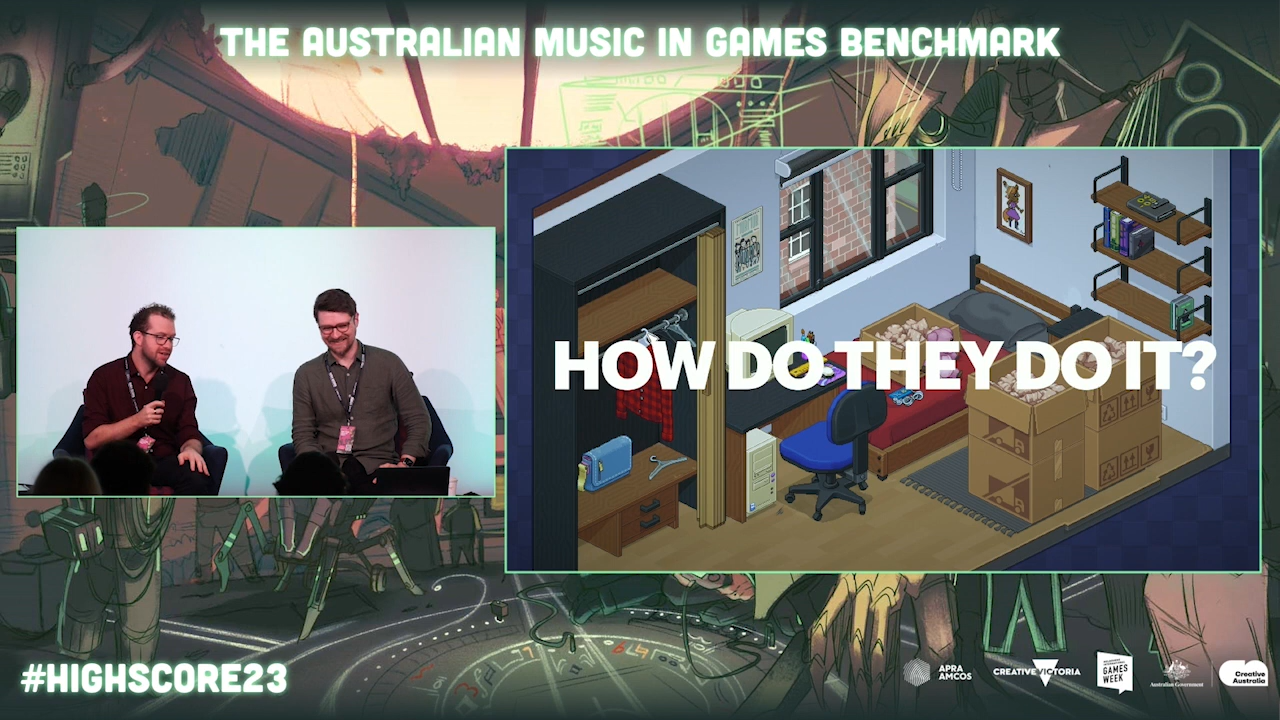 THE AUSTRALIAN MUSIC IN GAMES BENCHMARK
HOW DO THEY DO IT?
#HIGHSCORE23
APRA
AMCOS
CREATIVE VICTORIA
GAMES
WEEK
Australian Government
Creative
Australia